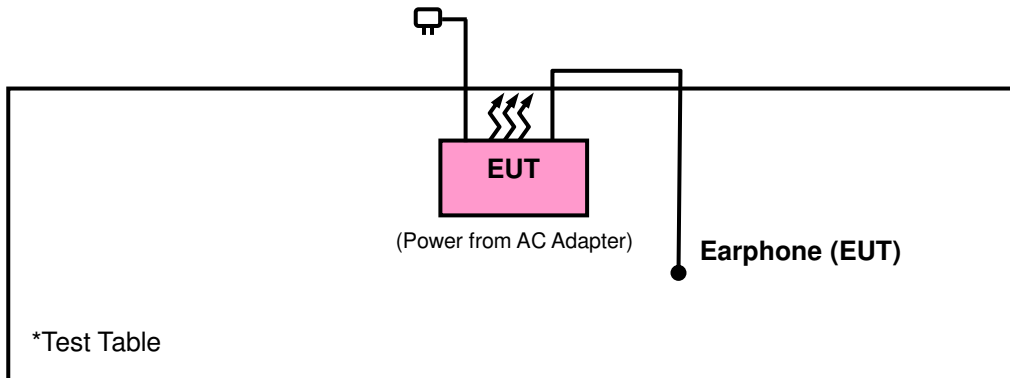 EUT
(Power from AC Adapter)
Earphone (EUT)
*Test Table